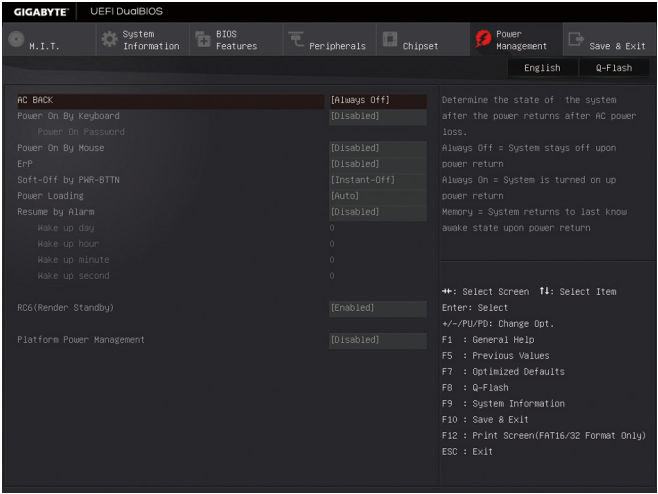 GIGABYTE™ UEFI DualBIOS
M.I.T. System Information BIOS Features Peripherals Chipset Power Management Save & Exit
English Q-Flash
AC BACK [Always Off]
Power On By Keyboard [Disabled]
Power On Password
Power On By Mouse [Disabled]
ErP [Disabled]
Soft-Off by PWR-BTTN [Instant-Off]
Power Loading [Auto]
Resume by Alarm [Disabled]
Wake up day 0
Wake up hour 0
Wake up minute 0
Wake up second 0
RC6(Render Standby) [Enabled]
Platform Power Management [Disabled]
Determine the state of the system
after the power returns after AC power
loss.
Always Off = System stays off upon
power return
Always On = System is turned on up
power return
Memory = System returns to last know
awake state upon power return
→←: Select Screen ↑↓: Select Item
Enter: Select
+/-/PU/PD: Change Opt.
F1 : General Help
F5 : Previous Values
F7 : Optimized Defaults
F8 : Q-Flash
F9 : System Information
F10 : Save & Exit
F12 : Print Screen(FAT16/32 Format Only)
ESC : Exit